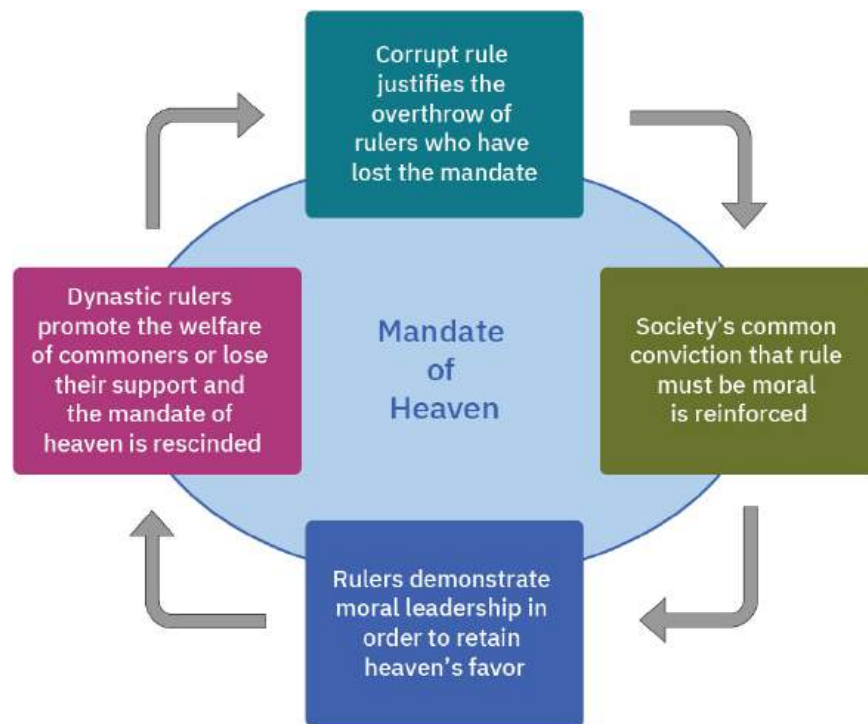 Corrupt rule
justifies the
overthrow of
rulers who have
lost the mandate
Dynastic rulers
promote the welfare
of commoners or lose
their support and
the mandate of
heaven is rescinded
Mandate
of
Heaven
Society’s common
conviction that rule
must be moral
is reinforced
Rulers demonstrate
moral leadership in
order to retain
heaven’s favor